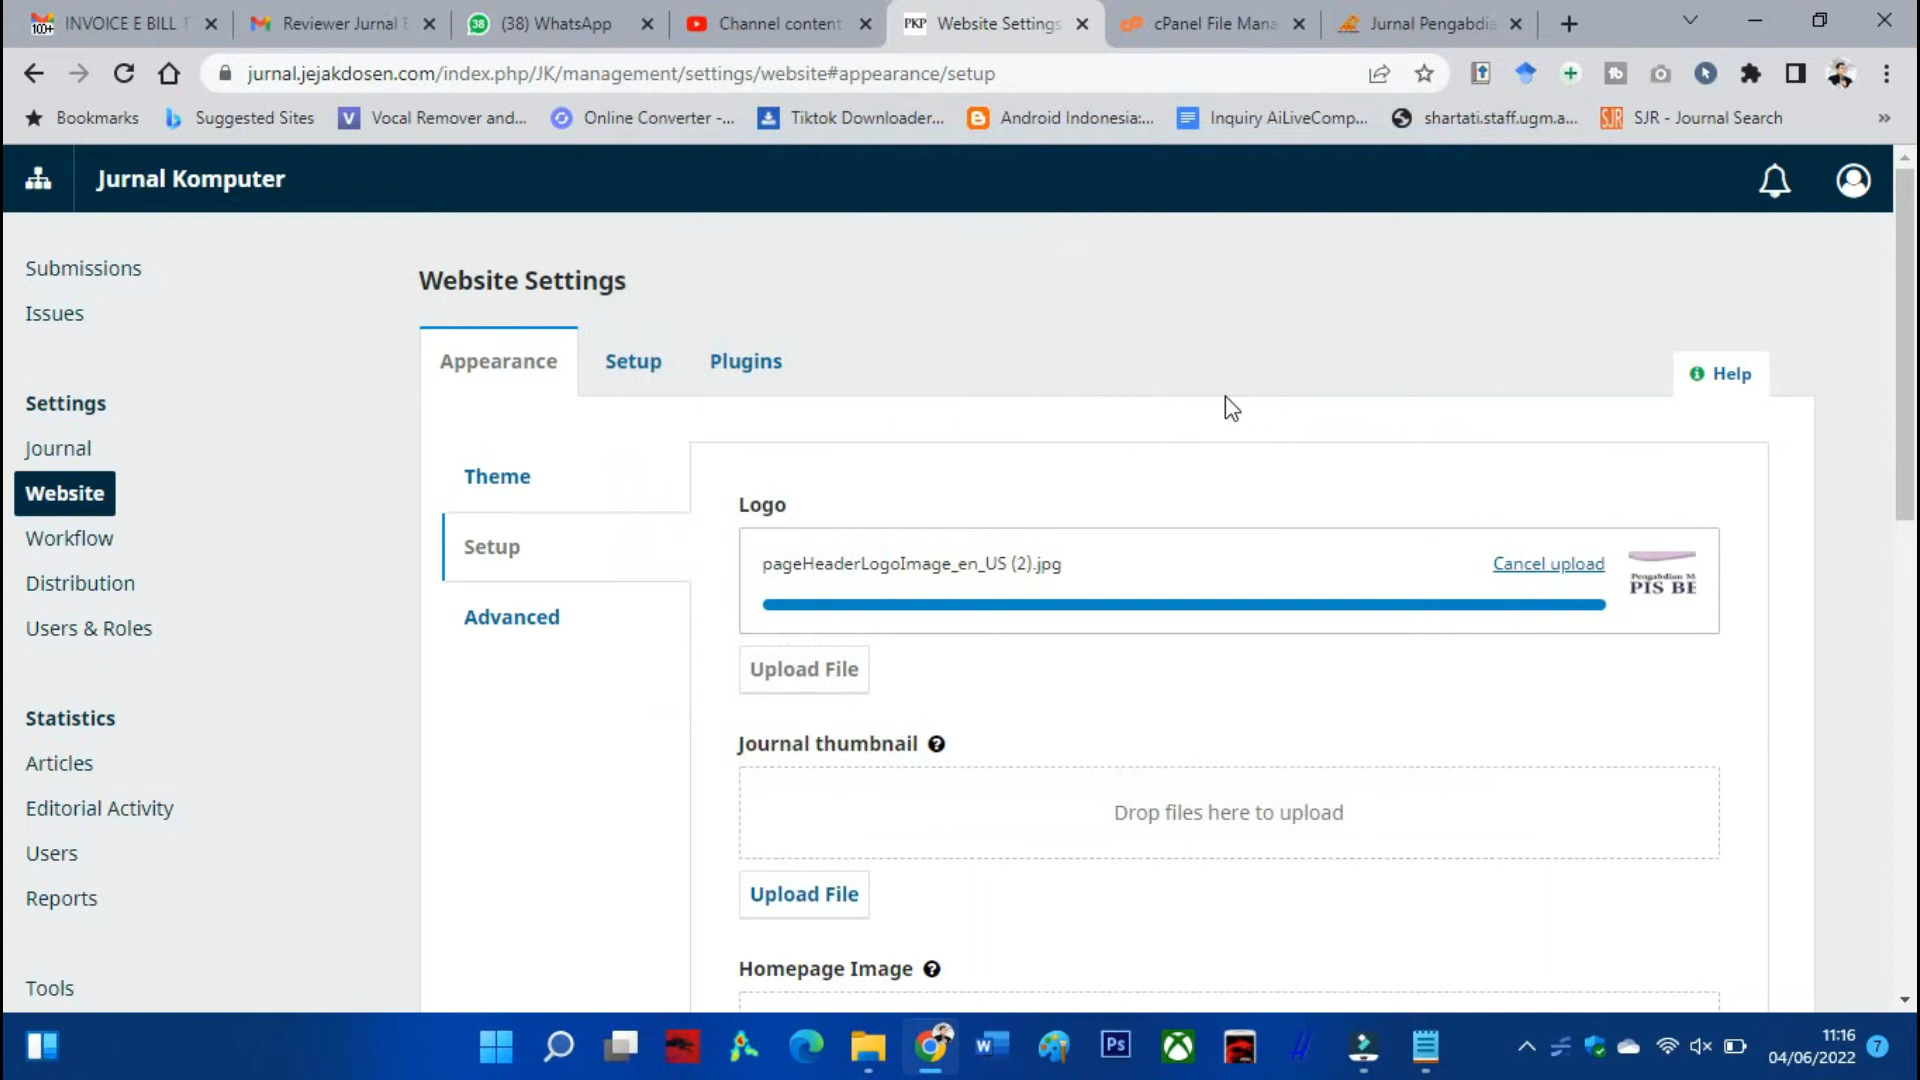 INVOICE E BILL 1
Reviewer Jurnal E
(38) WhatsApp
Channel content
PKP Website Settings
cPanel File Mana
Jurnal Pengabdia
jurnal.jejakdosen.com/index.php/JK/management/settings/website#appearance/setup
Bookmarks
Suggested Sites
Vocal Remover and...
Online Converter -...
Tiktok Downloader...
Android Indonesia:...
Inquiry AiLiveComp...
shartati.staff.ugm.a...
SJR - Journal Search
Jurnal Komputer
Submissions
Issues
Settings
Journal
Website
Workflow
Distribution
Users & Roles
Statistics
Articles
Editorial Activity
Users
Reports
Tools
Website Settings
Appearance
Setup
Plugins
Help
Theme
Setup
Advanced
Logo
pageHeaderLogoImage_en_US (2).jpg
Cancel upload
Pengabdian M
PIS BE
Upload File
Journal thumbnail
Drop files here to upload
Upload File
Homepage Image
11:16
04/06/2022
7